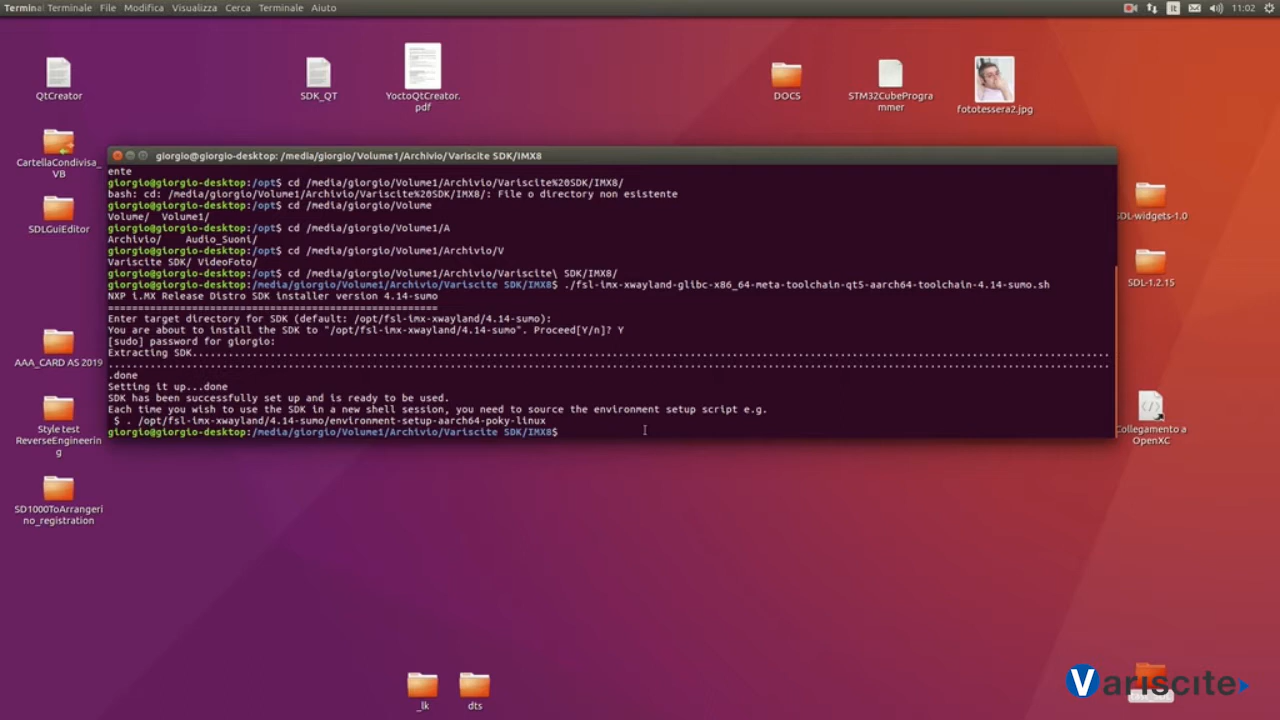 Terminal Terminale File Modifica Visualizza Cerca Terminale Aiuto
it
11:02
QtCreator
SDK_QT
YoctoQtCreator.
pdf
DOCS
STM32CubeProgra
mmer
fototessera2.jpg
CartellaCondivisa_
VB
SDLGuiEditor
AAA_CARD AS 2019
Style test
ReverseEngineerin
g
SD1000ToArrangeri
no_registration
giorgio@giorgio-desktop: /media/giorgio/Volume1/Archivio/Variscite SDK/IMX8
ente
giorgio@giorgio-desktop:/opt$ cd /media/giorgio/Volume1/Archivio/Variscite%20SDK/IMX8/
bash: cd: /media/giorgio/Volume1/Archivio/Variscite%20SDK/IMX8/: File o directory non esistente
giorgio@giorgio-desktop:/opt$ cd /media/giorgio/Volume
Volume/ Volume1/
giorgio@giorgio-desktop:/opt$ cd /media/giorgio/Volume1/A
Archivio/ Audio_Suoni/
giorgio@giorgio-desktop:/opt$ cd /media/giorgio/Volume1/Archivio/V
Variscite SDK/ VideoFoto/
giorgio@giorgio-desktop:/opt$ cd /media/giorgio/Volume1/Archivio/Variscite\ SDK/IMX8/
giorgio@giorgio-desktop:/media/giorgio/Volume1/Archivio/Variscite SDK/IMX8$ ./fsl-imx-xwayland-glibc-x86_64-meta-toolchain-qt5-aarch64-toolchain-4.14-sumo.sh
NXP i.MX Release Distro SDK installer version 4.14-sumo
=======================================================
Enter target directory for SDK (default: /opt/fsl-imx-xwayland/4.14-sumo):
You are about to install the SDK to "/opt/fsl-imx-xwayland/4.14-sumo". Proceed[Y/n]? Y
[sudo] password for giorgio:
Extracting SDK.........................................................................................................................................................
.......................................................................................................................................................................
.done
Setting it up...done
SDK has been successfully set up and is ready to be used.
Each time you wish to use the SDK in a new shell session, you need to source the environment setup script e.g.
$ . /opt/fsl-imx-xwayland/4.14-sumo/environment-setup-aarch64-poky-linux
giorgio@giorgio-desktop:/media/giorgio/Volume1/Archivio/Variscite SDK/IMX8$
SDL-widgets-1.0
SDL-1.2.15
Collegamento a
OpenXC
_lk
dts
Variscite